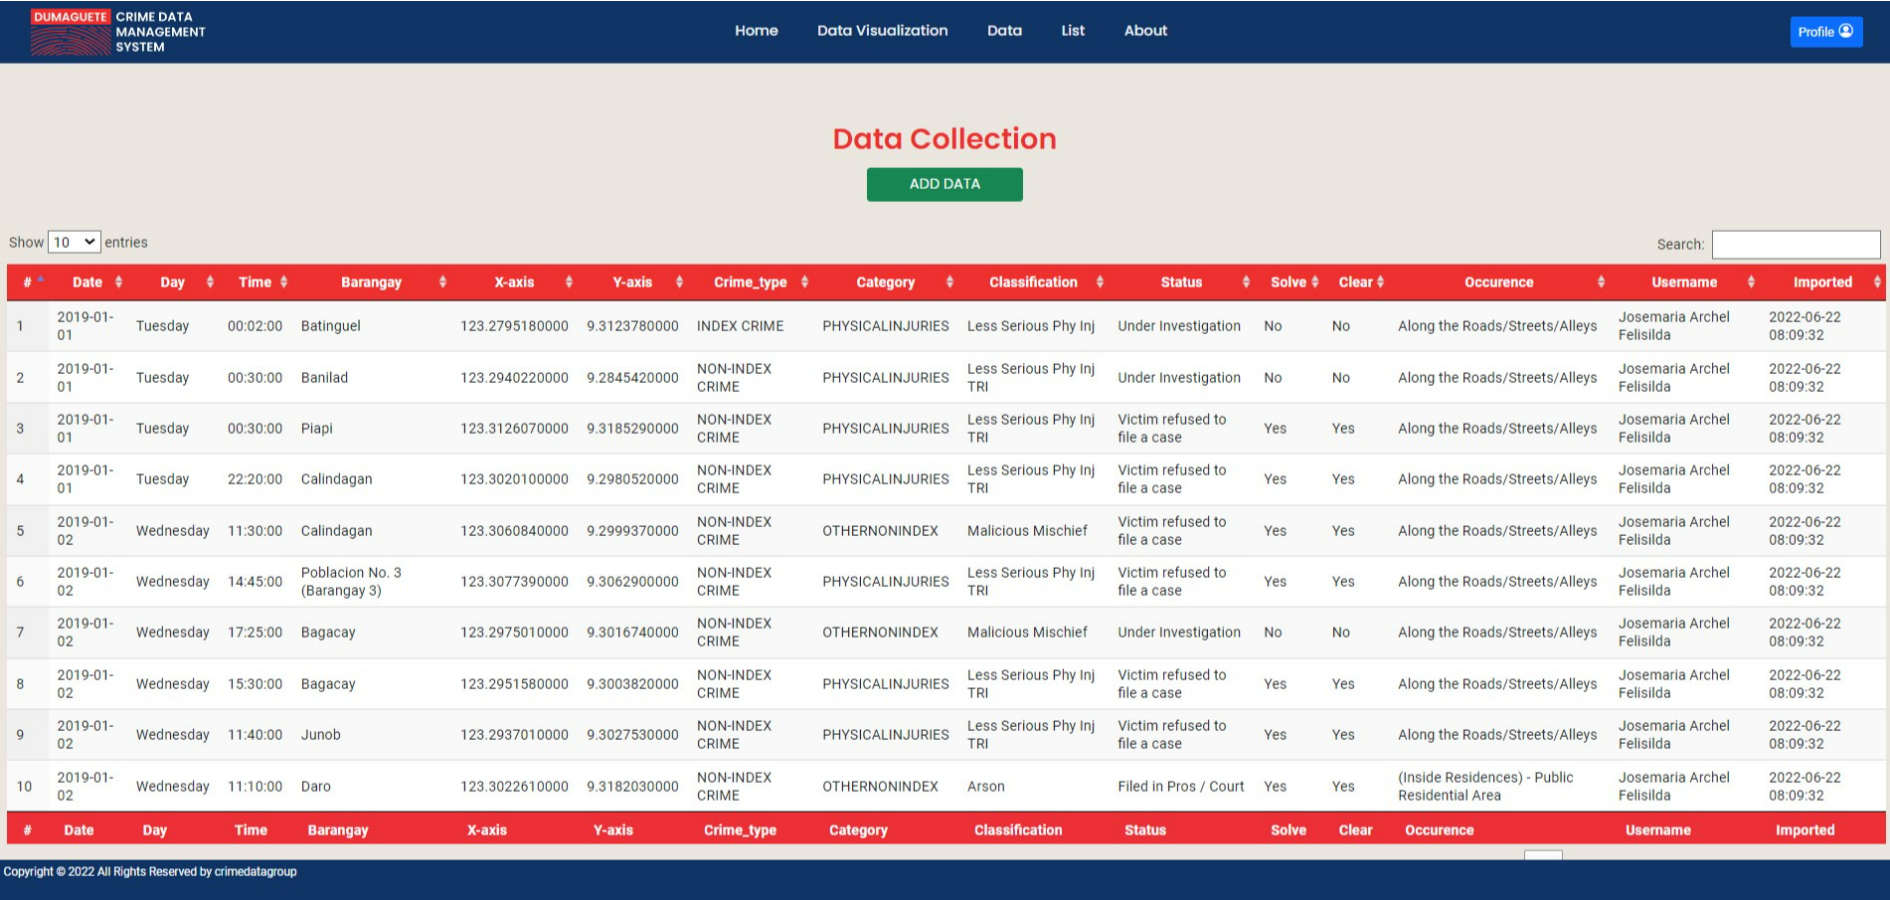 DUMAGUETE CRIME DATA
MANAGEMENT
SYSTEM
Home Data Visualization Data List About
Profile
Data Collection
ADD DATA
Show 10 entries
Search:
# Date Day Time Barangay X-axis Y-axis Crime_type Category Classification Status Solve Clear Occurence Username Imported
1 2019-01-01 Tuesday 00:02:00 Batinguel 123.2795180000 9.3123780000 INDEX CRIME PHYSICALINJURIES Less Serious Phy Inj Under Investigation No No Along the Roads/Streets/Alleys Josemaria Archel Felisilda 2022-06-22 08:09:32
2 2019-01-01 Tuesday 00:30:00 Banilad 123.2940220000 9.2845420000 NON-INDEX CRIME PHYSICALINJURIES Less Serious Phy Inj TRI Under Investigation No No Along the Roads/Streets/Alleys Josemaria Archel Felisilda 2022-06-22 08:09:32
3 2019-01-01 Tuesday 00:30:00 Piapi 123.3126070000 9.3185290000 NON-INDEX CRIME PHYSICALINJURIES Less Serious Phy Inj TRI Victim refused to file a case Yes Yes Along the Roads/Streets/Alleys Josemaria Archel Felisilda 2022-06-22 08:09:32
4 2019-01-01 Tuesday 22:20:00 Calindagan 123.3020100000 9.2980520000 NON-INDEX CRIME PHYSICALINJURIES Less Serious Phy Inj TRI Victim refused to file a case Yes Yes Along the Roads/Streets/Alleys Josemaria Archel Felisilda 2022-06-22 08:09:32
5 2019-01-02 Wednesday 11:30:00 Calindagan 123.3060840000 9.2999370000 NON-INDEX CRIME OTHERNONINDEX Malicious Mischief Victim refused to file a case Yes Yes Along the Roads/Streets/Alleys Josemaria Archel Felisilda 2022-06-22 08:09:32
6 2019-01-02 Wednesday 14:45:00 Poblacion No. 3 (Barangay 3) 123.3077390000 9.3062900000 NON-INDEX CRIME PHYSICALINJURIES Less Serious Phy Inj TRI Victim refused to file a case Yes Yes Along the Roads/Streets/Alleys Josemaria Archel Felisilda 2022-06-22 08:09:32
7 2019-01-02 Wednesday 17:25:00 Bagacay 123.2975010000 9.3016740000 NON-INDEX CRIME OTHERNONINDEX Malicious Mischief Under Investigation No No Along the Roads/Streets/Alleys Josemaria Archel Felisilda 2022-06-22 08:09:32
8 2019-01-02 Wednesday 15:30:00 Bagacay 123.2951580000 9.3003820000 NON-INDEX CRIME PHYSICALINJURIES Less Serious Phy Inj TRI Victim refused to file a case Yes Yes Along the Roads/Streets/Alleys Josemaria Archel Felisilda 2022-06-22 08:09:32
9 2019-01-02 Wednesday 11:40:00 Junob 123.2937010000 9.3027530000 NON-INDEX CRIME PHYSICALINJURIES Less Serious Phy Inj TRI Victim refused to file a case Yes Yes Along the Roads/Streets/Alleys Josemaria Archel Felisilda 2022-06-22 08:09:32
10 2019-01-02 Wednesday 11:10:00 Daro 123.3022610000 9.3182030000 NON-INDEX CRIME OTHERNONINDEX Arson Filed in Pros / Court Yes Yes (Inside Residences) - Public Residential Area Josemaria Archel Felisilda 2022-06-22 08:09:32
# Date Day Time Barangay X-axis Y-axis Crime_type Category Classification Status Solve Clear Occurence Username Imported
Copyright © 2022 All Rights Reserved by crimedatagroup